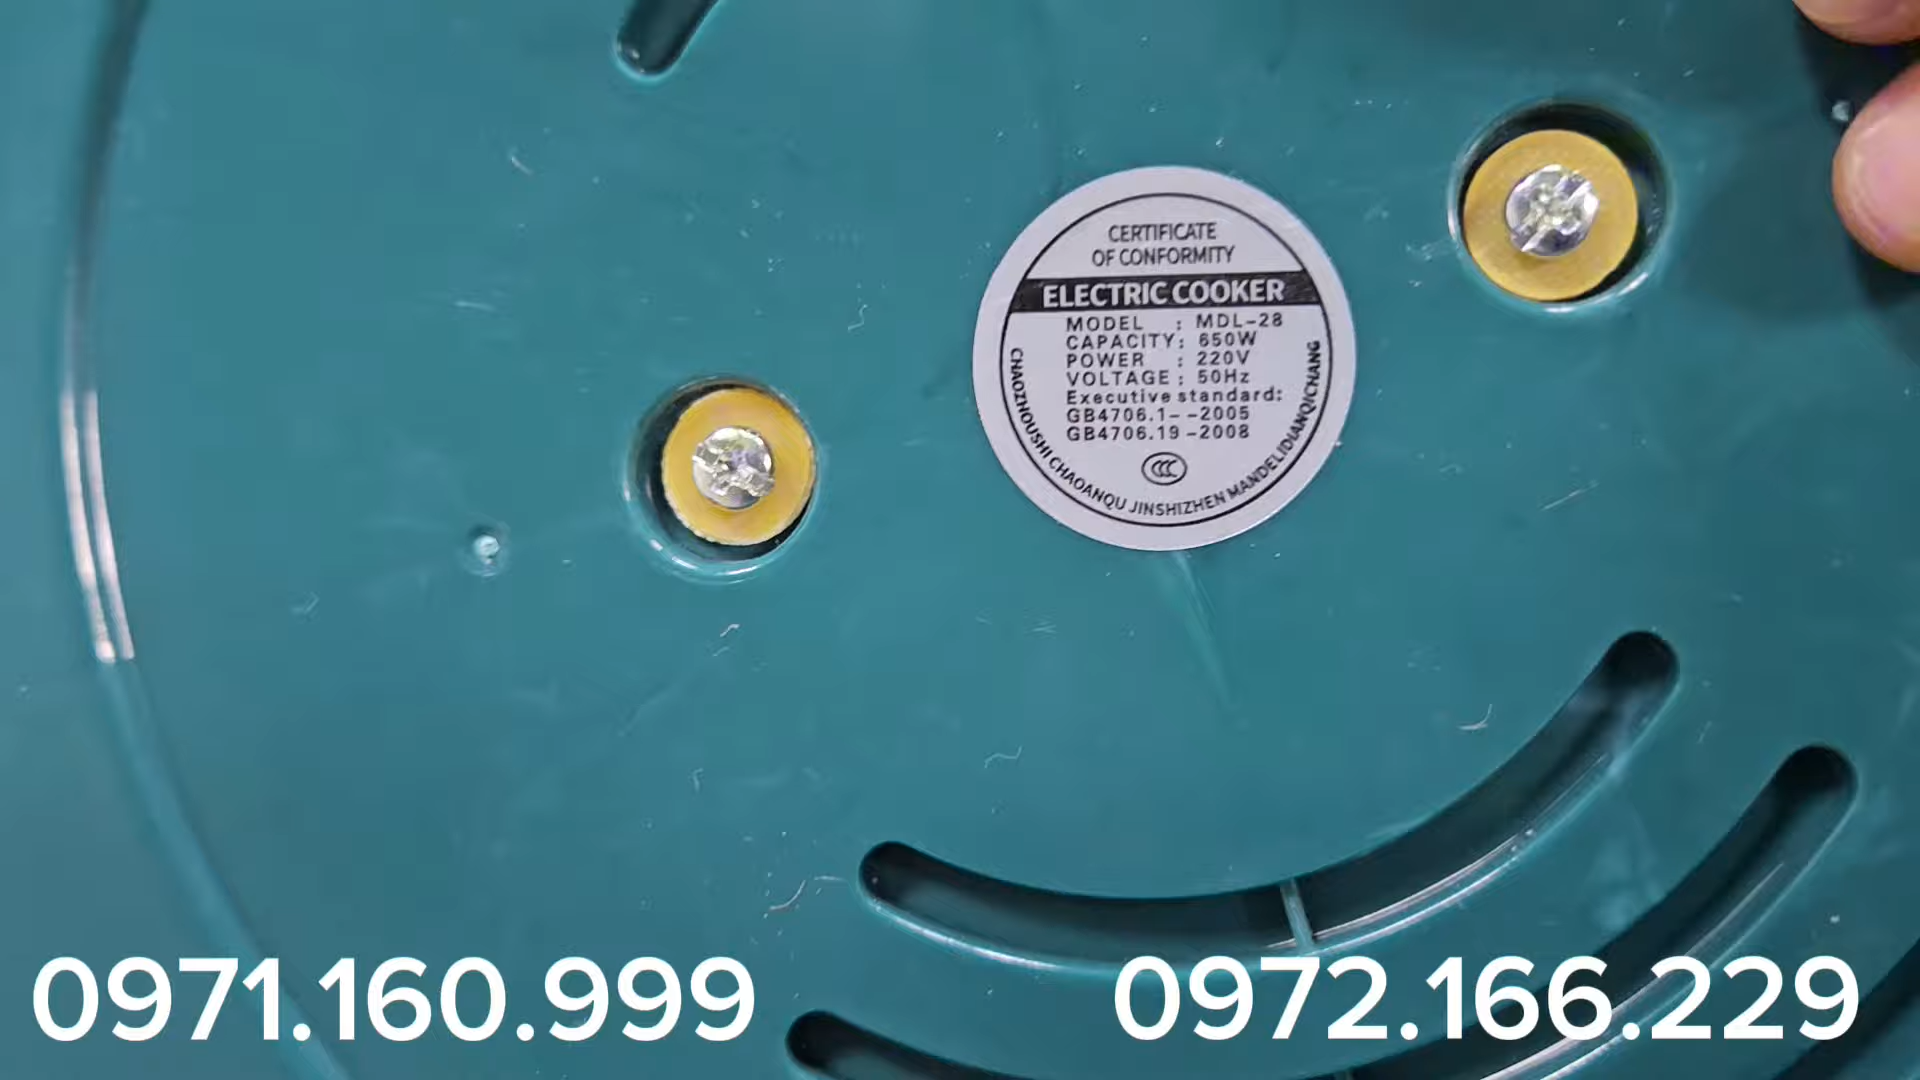 CERTIFICATE
OF CONFORMITY
ELECTRIC COOKER
MODEL : MDL-28
CAPACITY: 650W
POWER : 220V
VOLTAGE : 50Hz
Executive standard:
GB4706.1--2005
GB4706.19-2008
CCC
CHAOZHOUSHI CHAOANQU JINSHIZHEN MANDELIDIANQICHANG
0971.160.999
0972.166.229